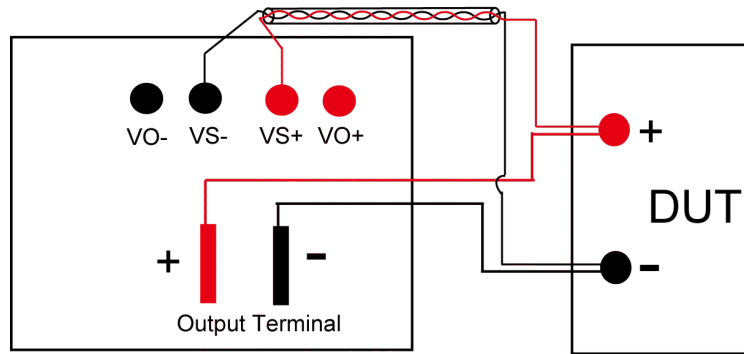 VO- VS- VS+ VO+
+
DUT
-
+ -
Output Terminal